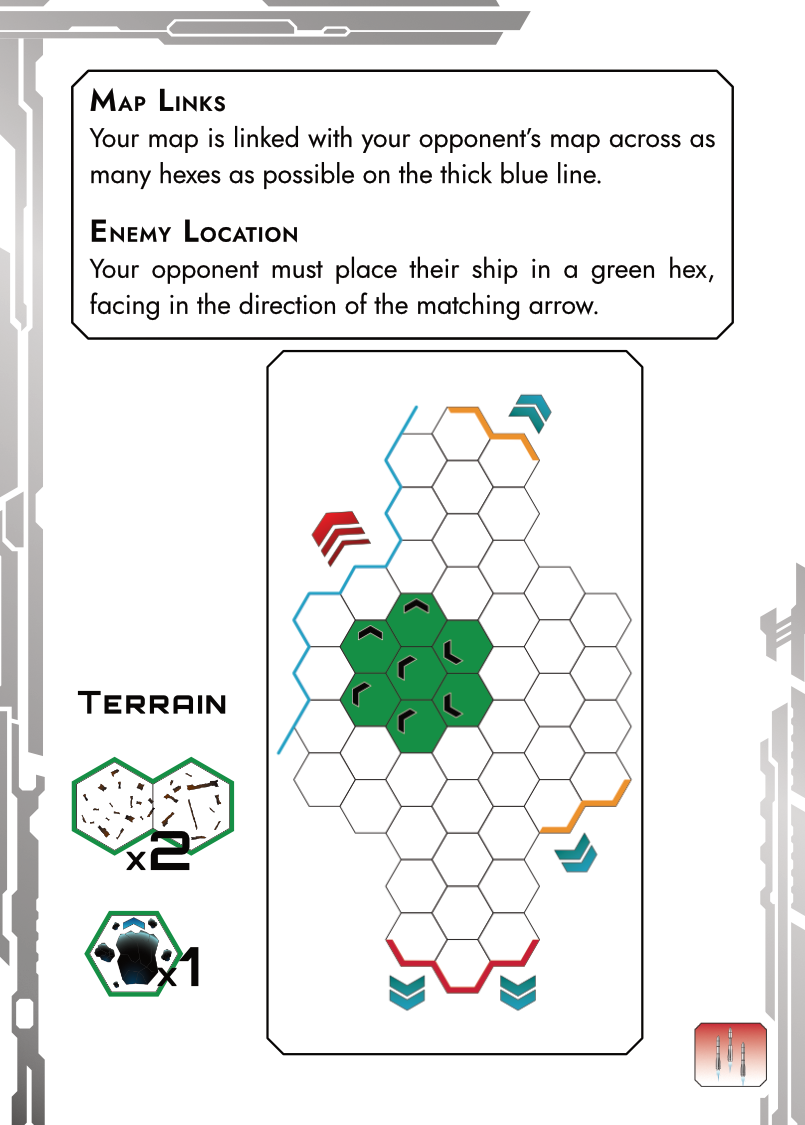 Map Links
Your map is linked with your opponent's map across as
many hexes as possible on the thick blue line.
Enemy Location
Your opponent must place their ship in a green hex,
facing in the direction of the matching arrow.
Terrain
x2
x1